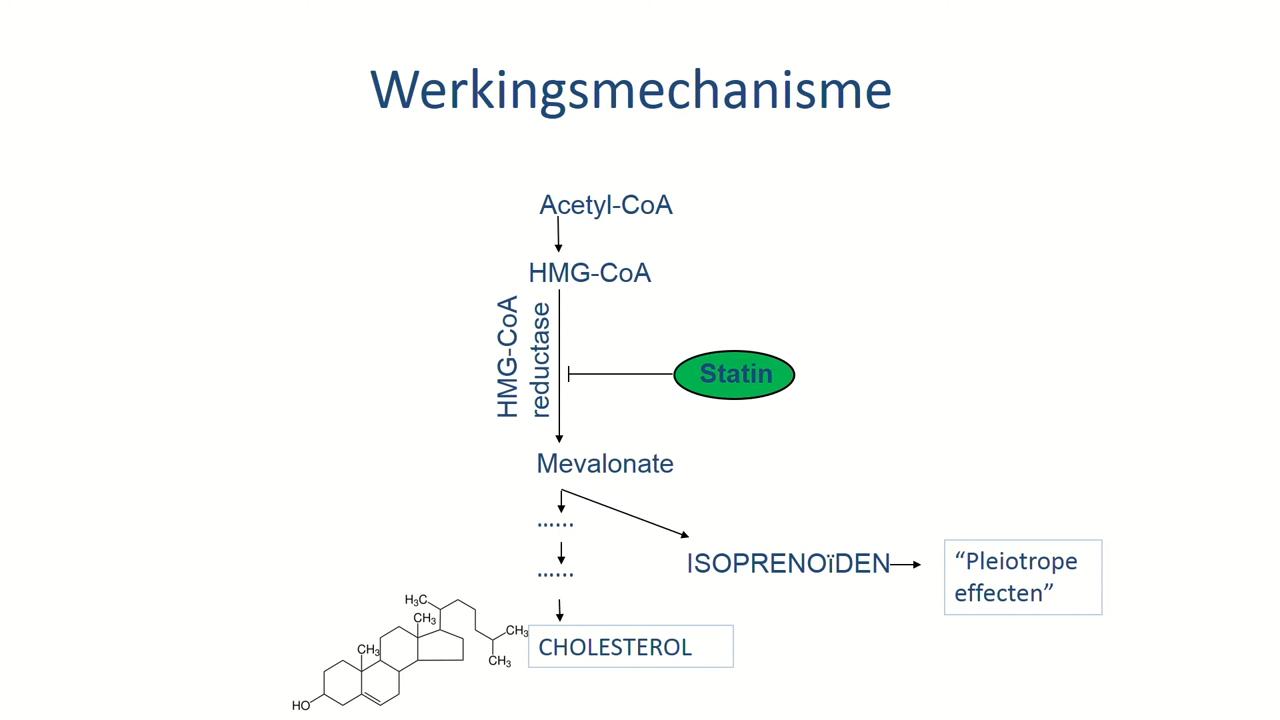 Werkingsmechanisme
Acetyl-CoA
HMG-CoA
HMG-CoA
reductase
Statin
Mevalonate
......
......
ISOPRENOïDEN
“Pleiotrope
effecten”
CHOLESTEROL
H₃C
CH₃
CH₃
CH₃
CH₃
HO